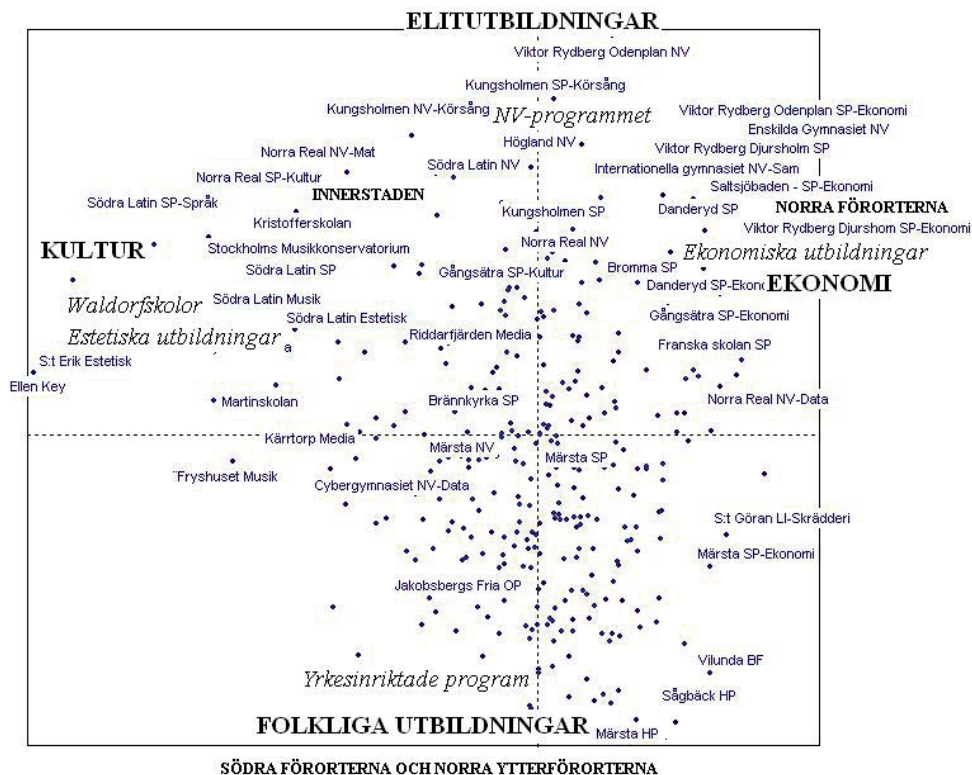 ELITUTBILDNINGAR
Viktor Rydberg Odenplan NV
Kungsholmen SP-Körsång
Kungsholmen NV-Körsång
NV-programmet
Viktor Rydberg Odenplan SP-Ekonomi
Enskilda Gymnasiet NV
Högland NV
Viktor Rydberg Djursholm SP
Norra Real NV-Mat
Södra Latin NV
Internationella gymnasiet NV-Sam
Norra Real SP-Kultur
INNERSTADEN
Saltsjöbaden - SP-Ekonomi
Södra Latin SP-Språk
Kristofferskolan
Kungsholmen SP
Danderyd SP
NORRA FÖRORTERNA
Viktor Rydberg Djurshom SP-Ekonomi
KULTUR
Stockholms Musikkonservatorium
Norra Real NV
Ekonomiska utbildningar
Södra Latin SP
Gångsätra SP-Kultur
Bromma SP
Danderyd SP-Ekon
EKONOMI
Waldorfskolor
Södra Latin Musik
Södra Latin Estetisk
Gångsätra SP-Ekonomi
Estetiska utbildningar
a
Riddarfjärden Media
Franska skolan SP
S:t Erik Estetisk
Ellen Key
Martinskolan
Brännkyrka SP
Norra Real NV-Data
Kärrtorp Media
Märsta NV
Märsta SP
Fryshuset Musik
Cybergymnasiet NV-Data
S:t Göran LI-Skrädderi
Märsta SP-Ekonomi
Jakobsbergs Fria OP
Vilunda BF
Yrkesinriktade program
Sågbäck HP
FOLKLIGA UTBILDNINGAR
Märsta HP
SÖDRA FÖRORTERNA OCH NORRA YTTERFÖRORTERNA